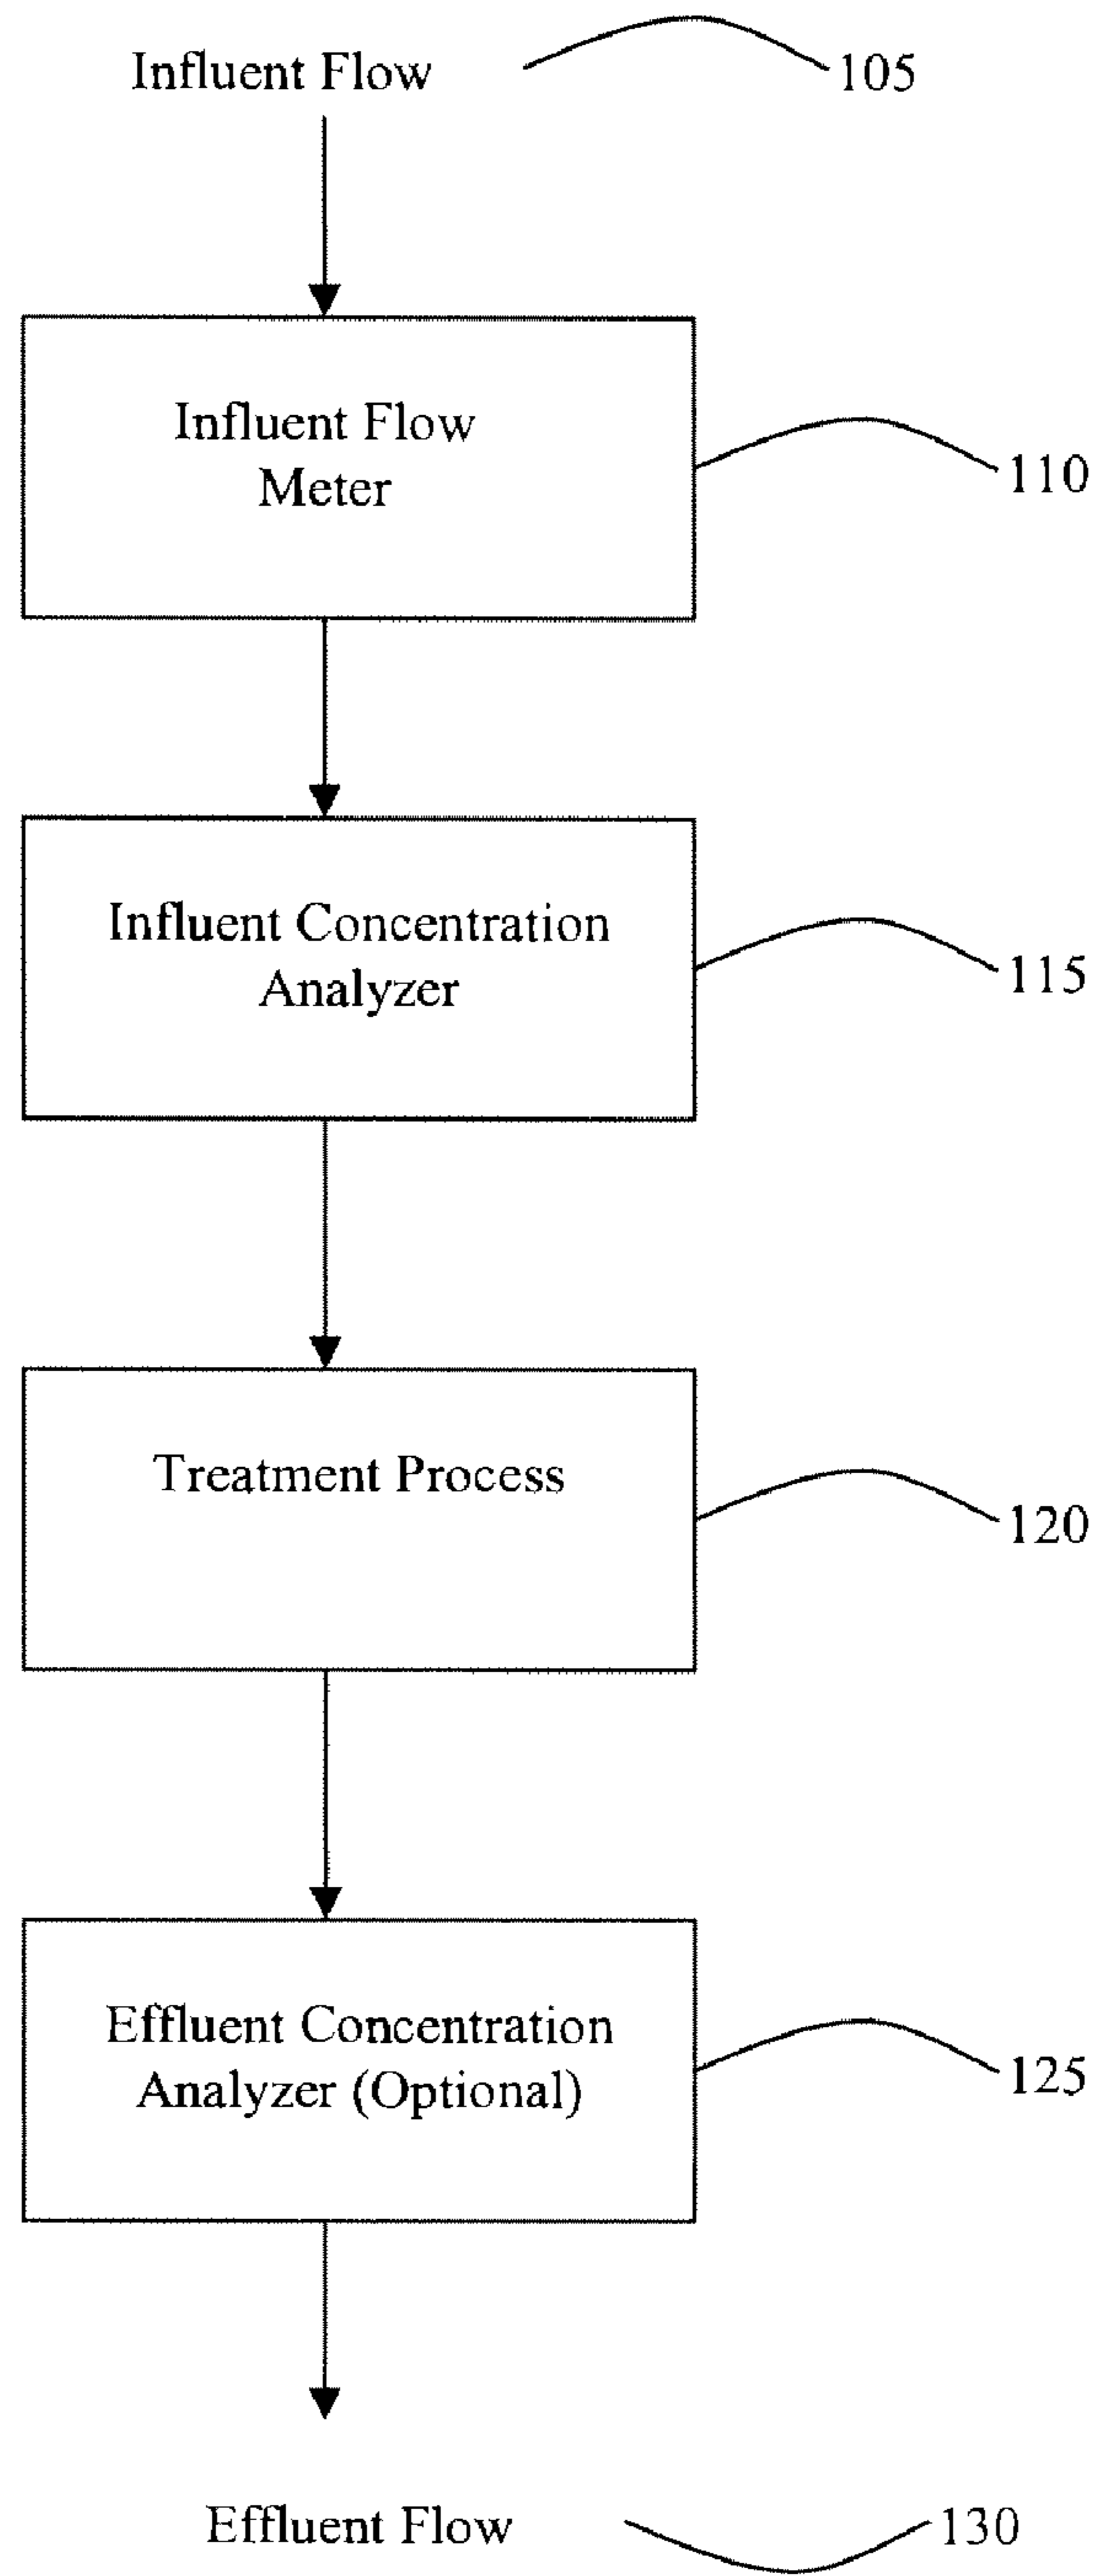 Influent Flow 105
Influent Flow
Meter
110
Influent Concentration
Analyzer
115
Treatment Process
120
Effluent Concentration
Analyzer (Optional)
125
Effluent Flow 130